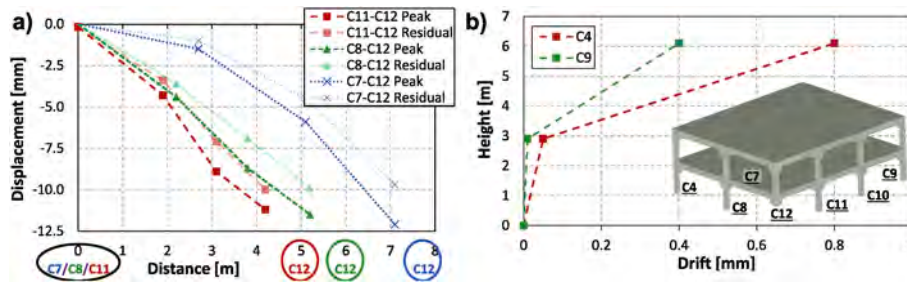 a)
Displacement [mm]
0.0
-2.5
-5.0
-7.5
-10.0
-12.5
C11-C12 Peak
C11-C12 Residual
C8-C12 Peak
C8-C12 Residual
C7-C12 Peak
C7-C12 Residual
0 1 2 3 4 5 6 7 8
C7/C8/C11
Distance [m]
C12
C12
C12
b)
Height [m]
7
6
5
4
3
2
1
0
C4
C9
C4
C7
C8
C12
C11
C10
C9
0 0.2 0.4 0.6 0.8 1
Drift [mm]